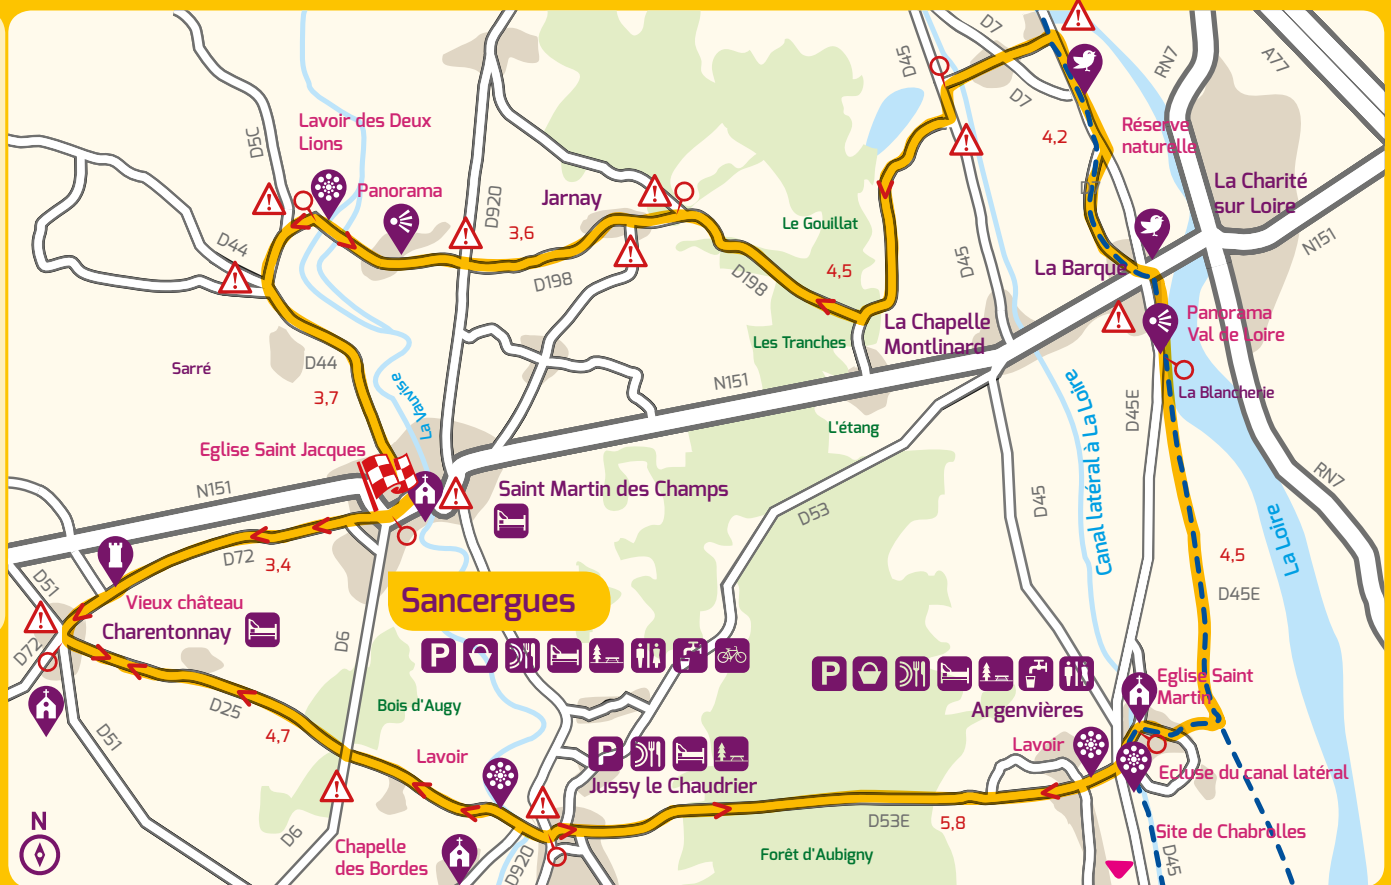 D7
D45
RN7
A77
D7
4,2
Réserve
naturelle
D5C
Lavoir des Deux
Lions
Panorama
D920
Jarnay
3,6
La Charité
sur Loire
N151
D44
Le Gouillat
D45
La Barque
D198
D198
4,5
Panorama
Val de Loire
La Chapelle
Montlinard
Les Tranches
Sarré
D44
3,7
La Vauvise
N151
D45E
La Blancherie
L'étang
Canal latéral à La Loire
Eglise Saint Jacques
N151
Saint Martin des Champs
D53
D45
RN7
La Loire
D72
3,4
4,5
D45E
D51
Vieux château
Charentonnay
D72
Sancergues
D6
P
P
Eglise Saint
Martin
Argenvières
D25
Bois d'Augy
4,7
D51
Lavoir
P
Lavoir
Jussy le Chaudrier
Ecluse du canal latéral
D53E
5,8
Site de Chabrolles
N
D6
Chapelle
des Bordes
D920
Forêt d'Aubigny
D45